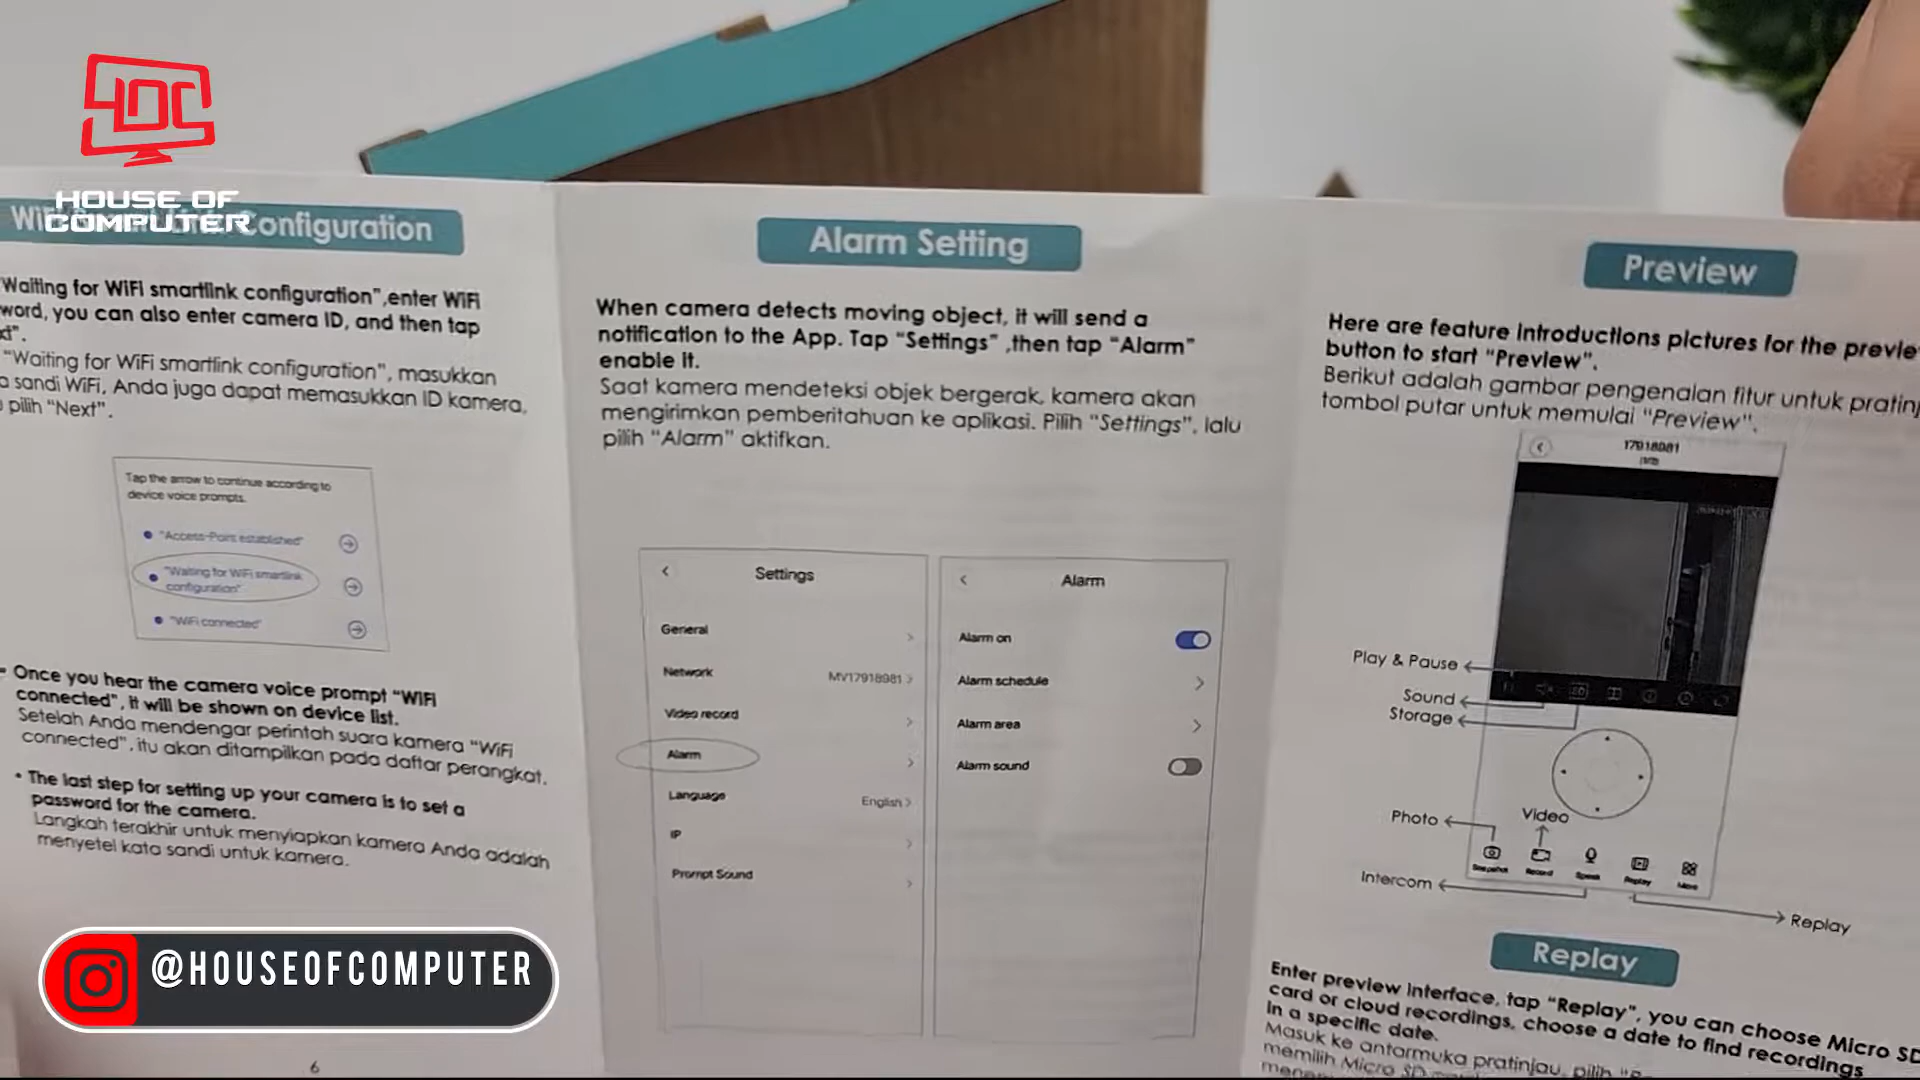 HOUSE OF
COMPUTER
Configuration
Waiting for WiFi smartlink configuration",enter WiFi
word, you can also enter camera ID, and then tap
"Waiting for WiFi smartlink configuration", masukkan
sandi WiFi, Anda juga dapat memasukkan ID kamera,
pilih "Next".
Tap the arrow to continue according to
device voice prompts.
"Access-Point established"
"Waiting for WiFi smartlink
configuration"
"WiFi connected"
Once you hear the camera voice prompt "WiFi
connected", it will be shown on device list.
Setelah Anda mendengar perintah suara kamera "WiFi
connected", itu akan ditampilkan pada daftar perangkat.
• The last step for setting up your camera is to set a
password for the camera.
Langkah terakhir untuk menyiapkan kamera Anda adalah
menyetel kata sandi untuk kamera.
@HOUSEOFCOMPUTER
6
Alarm Setting
When camera detects moving object, it will send a
notification to the App. Tap "Settings" ,then tap "Alarm"
enable it.
Saat kamera mendeteksi objek bergerak, kamera akan
mengirimkan pemberitahuan ke aplikasi. Pilih "Settings", lalu
pilih "Alarm" aktifkan.
< Settings
General >
Network MV17918981 >
Video record >
Alarm >
Language English >
IP >
Prompt Sound >
< Alarm
Alarm on
Alarm schedule >
Alarm area >
Alarm sound
Preview
Here are feature introductions pictures for the previe
button to start "Preview".
Berikut adalah gambar pengenalan fitur untuk pratinj
tombol putar untuk memulai "Preview".
17918981
Play & Pause
Sound
Storage
Photo
Video
Snapshot Record Speak Replay More
Intercom
Replay
Replay
Enter preview interface, tap "Replay", you can choose Micro SD
card or cloud recordings, choose a date to find recordings
in a specific date.
Masuk ke antarmuka pratinjau, pilih
memilih Micro SD